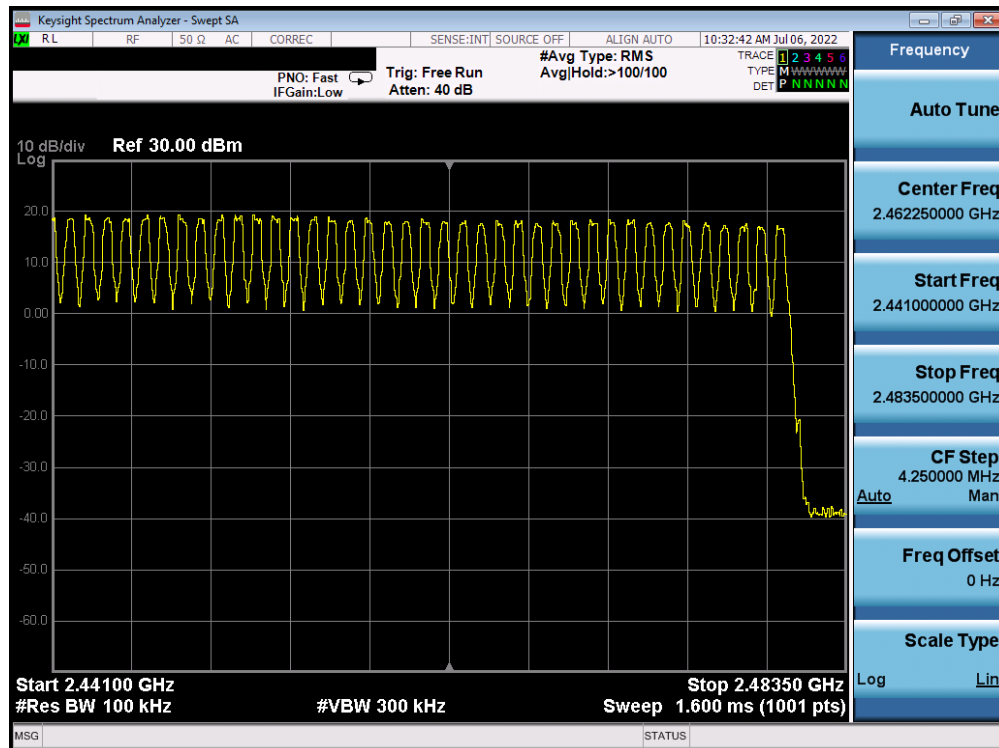 Keysight Spectrum Analyzer - Swept SA
LXI RL RF 50 Ω AC CORREC SENSE:INT SOURCE OFF ALIGN AUTO 10:32:42 AM Jul 06, 2022
#Avg Type: RMS TRACE 1 2 3 4 5 6
PNO: Fast Trig: Free Run Avg|Hold:>100/100 TYPE M WWWWW
IFGain:Low Atten: 40 dB DET P N N N N N
10 dB/div Ref 30.00 dBm
Log
20.0
10.0
0.00
-10.0
-20.0
-30.0
-40.0
-50.0
-60.0
Start 2.44100 GHz Stop 2.48350 GHz
#Res BW 100 kHz #VBW 300 kHz Sweep 1.600 ms (1001 pts)
MSG STATUS
Frequency
Auto Tune
Center Freq
2.462250000 GHz
Start Freq
2.441000000 GHz
Stop Freq
2.483500000 GHz
CF Step
4.250000 MHz
Auto Man
Freq Offset
0 Hz
Scale Type
Log Lin